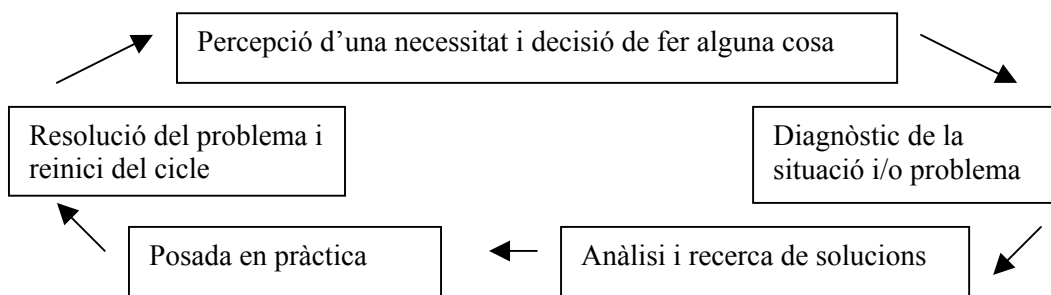 Percepció d’una necessitat i decisió de fer alguna cosa
Diagnòstic de la
situació i/o problema
Anàlisi i recerca de solucions
Posada en pràctica
Resolució del problema i
reinici del cicle